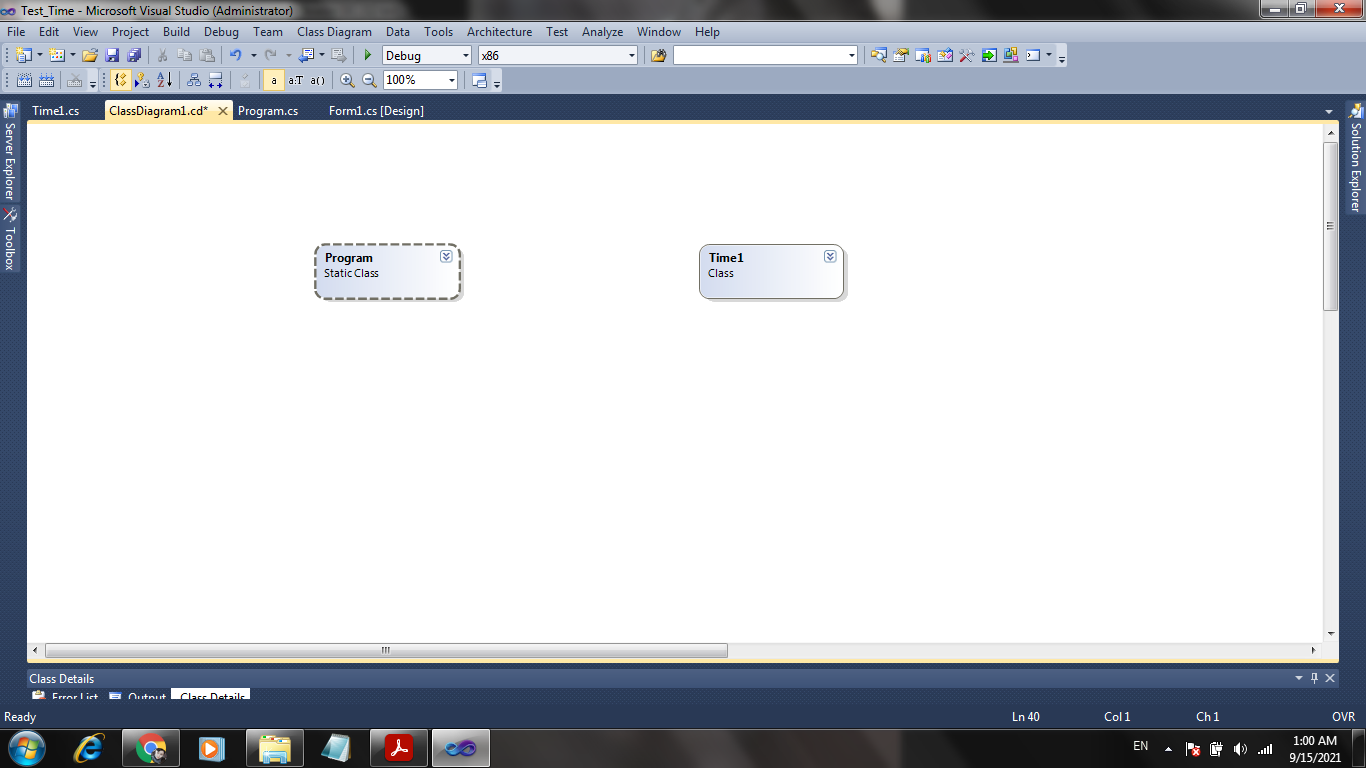 Test_Time - Microsoft Visual Studio (Administrator)
File Edit View Project Build Debug Team Class Diagram Data Tools Architecture Test Analyze Window Help
Debug x86
a a:T a() 100%
Time1.cs ClassDiagram1.cd* Program.cs Form1.cs [Design]
Server Explorer
Toolbox
Solution Explorer
Program
Static Class
Time1
Class
Class Details
Error List Output Class Details
Ready Ln 40 Col 1 Ch 1 OVR
EN 1:00 AM
9/15/2021